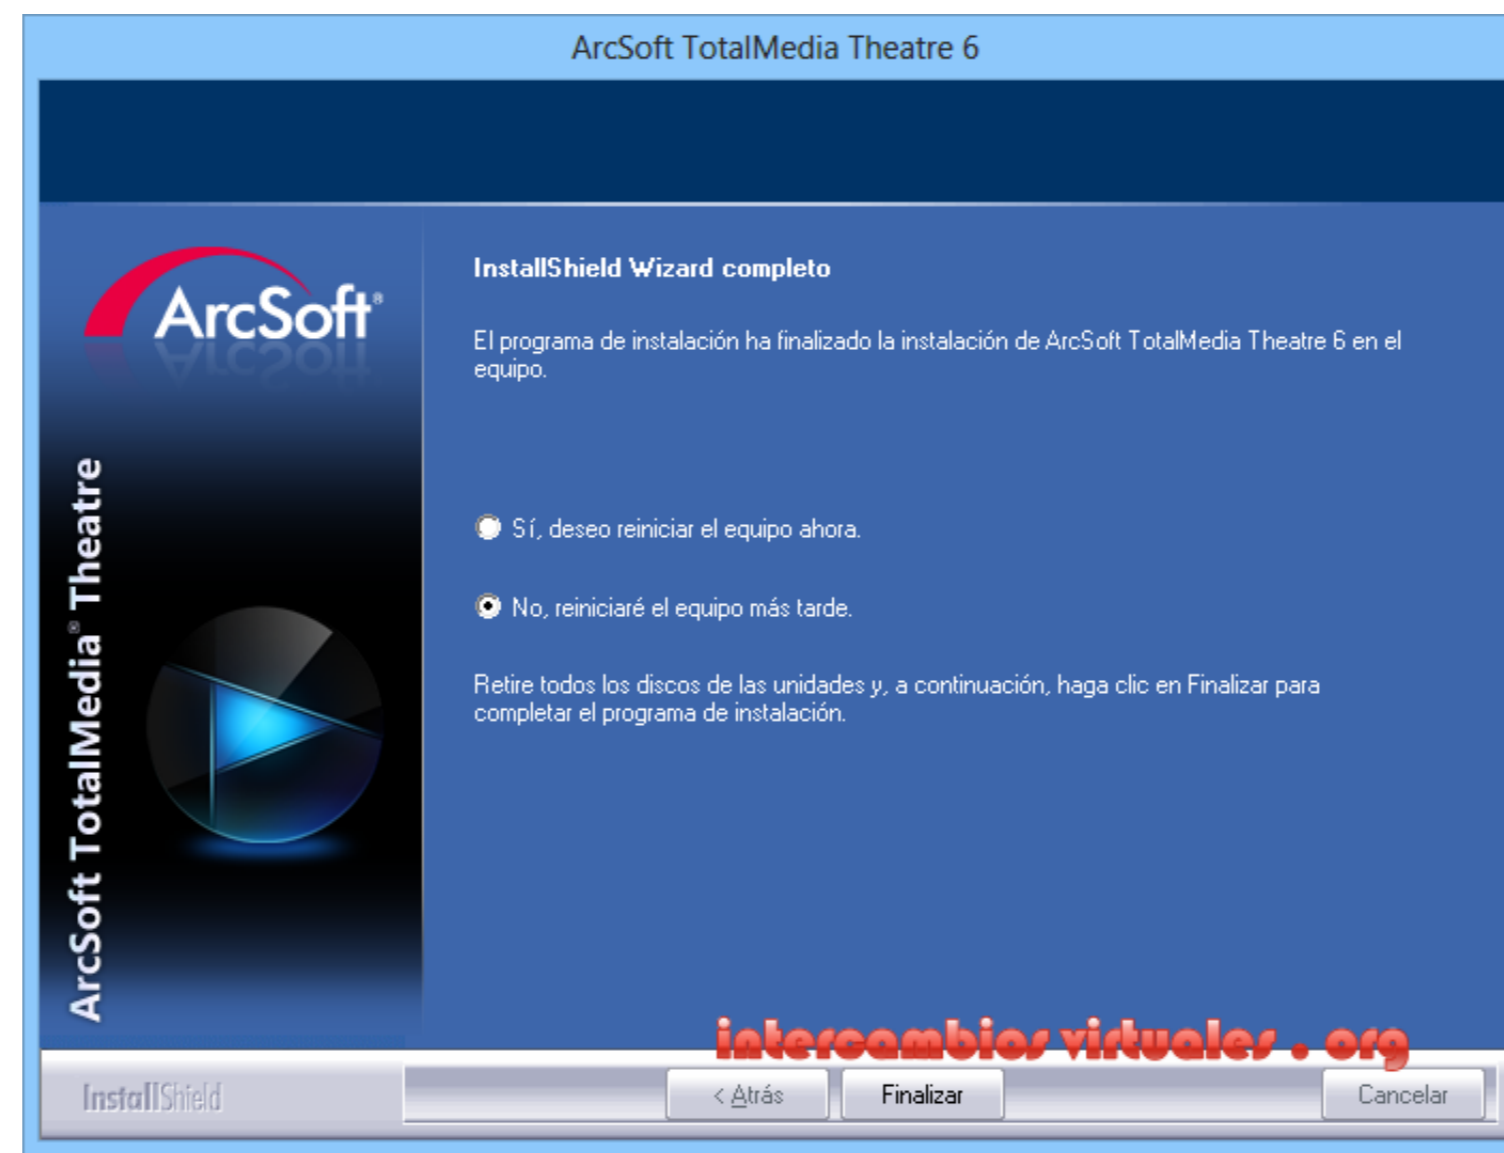 ArcSoft TotalMedia Theatre 6
ArcSoft®
ArcSoft TotalMedia® Theatre
InstallShield Wizard completo
El programa de instalación ha finalizado la instalación de ArcSoft TotalMedia Theatre 6 en el
equipo.
Sí, deseo reiniciar el equipo ahora.
No, reiniciaré el equipo más tarde.
Retire todos los discos de las unidades y, a continuación, haga clic en Finalizar para
completar el programa de instalación.
intercambios virtuales . org
InstallShield
< Atrás
Finalizar
Cancelar